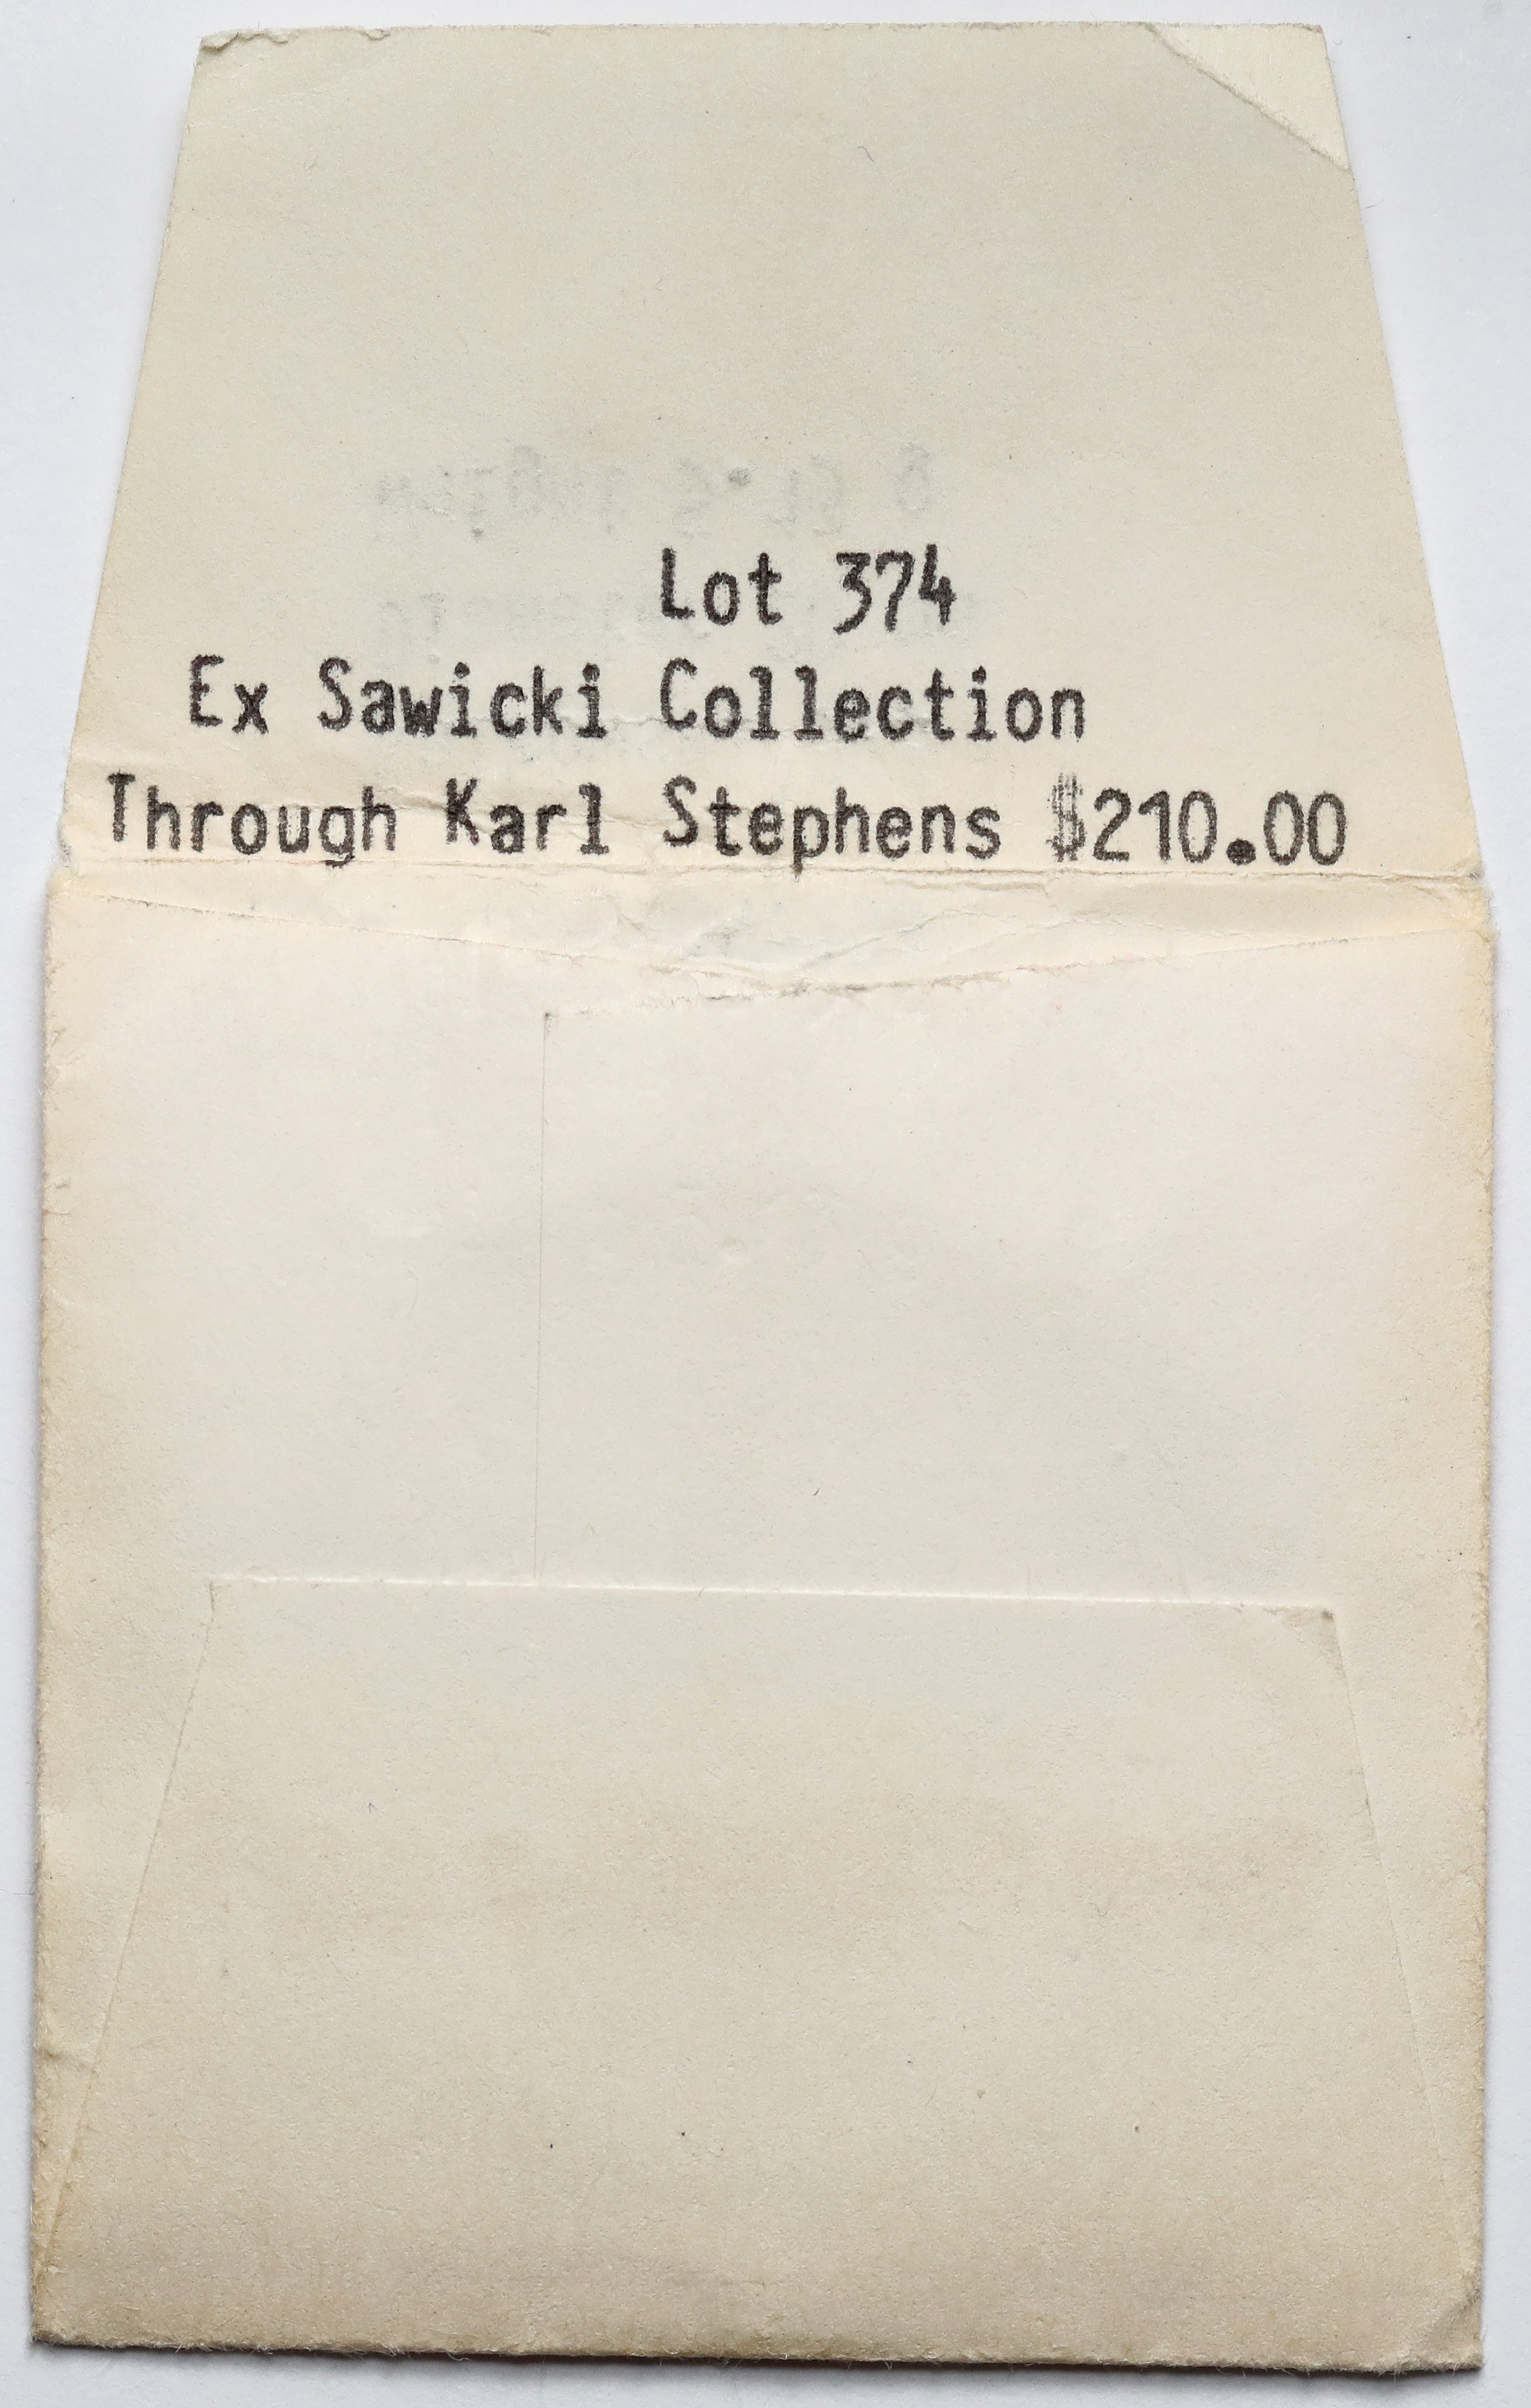 Lot 374
Ex Sawicki Collection
Through Karl Stephens $210.00